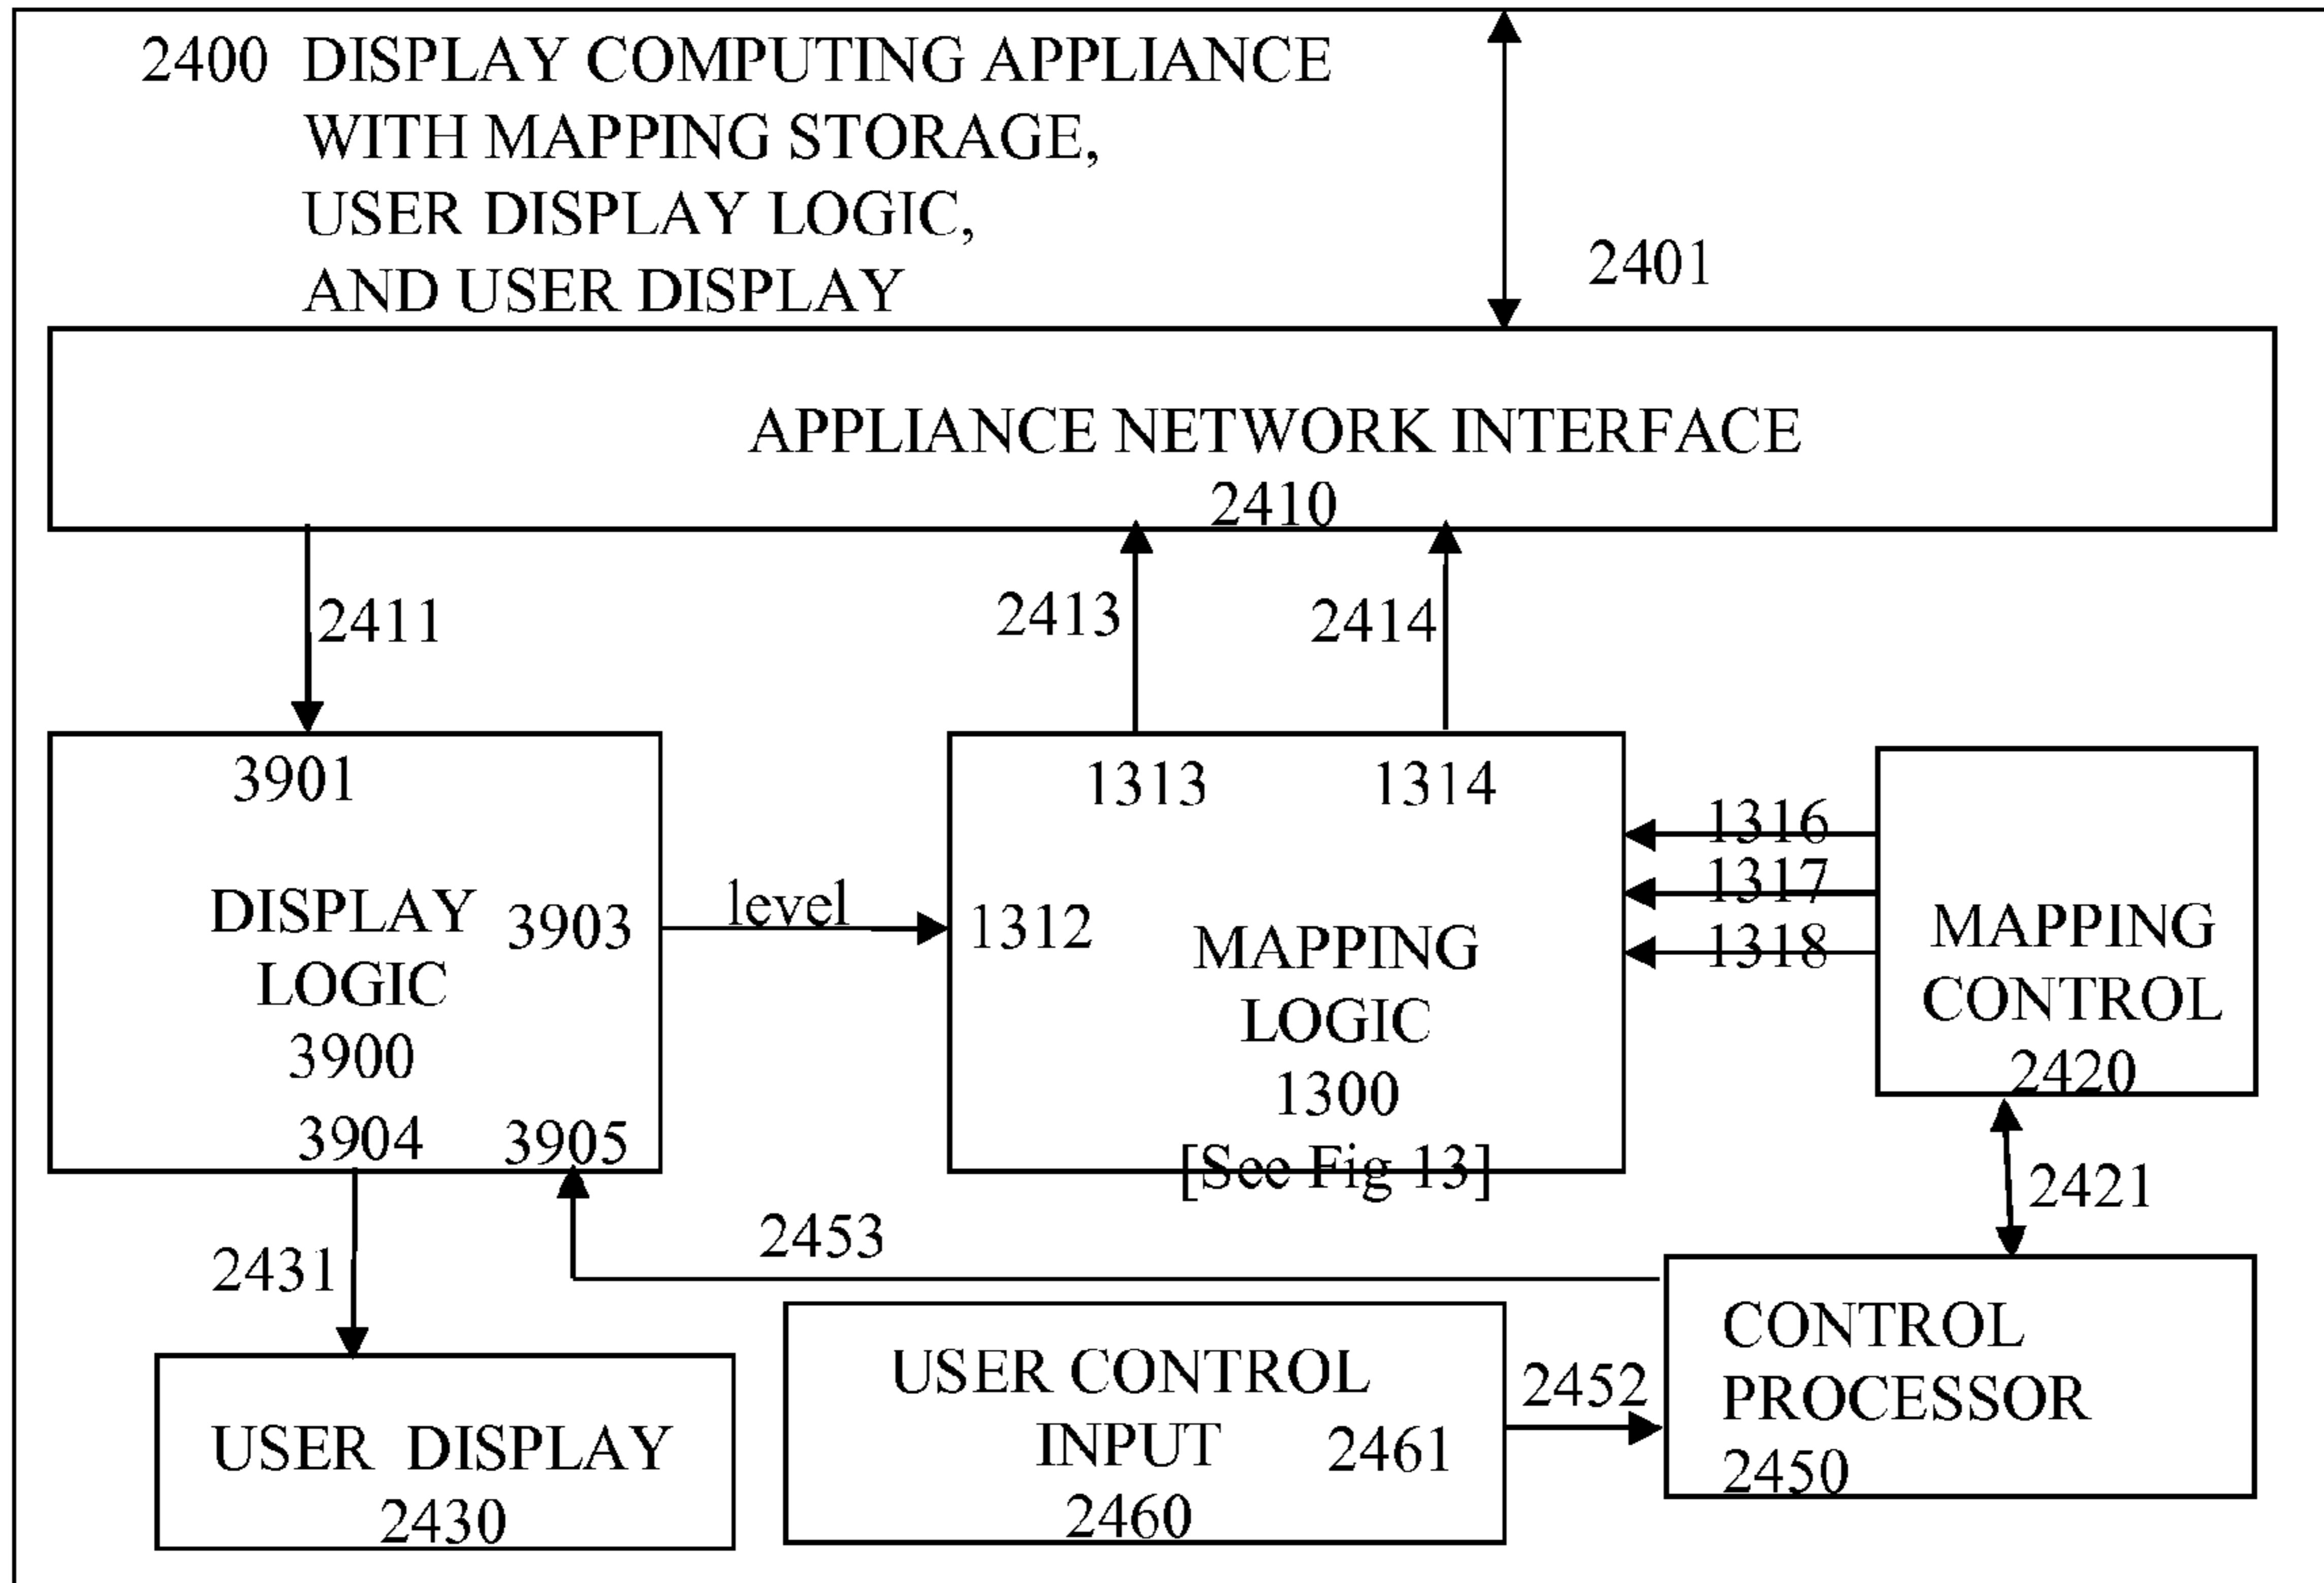 2400 DISPLAY COMPUTING APPLIANCE
WITH MAPPING STORAGE,
USER DISPLAY LOGIC,
AND USER DISPLAY
2401
APPLIANCE NETWORK INTERFACE
2410
2411
2413
2414
3901
DISPLAY
LOGIC
3900
3903
3904
3905
level
1313
1314
1312
MAPPING
LOGIC
1300
[See Fig 13]
1316
1317
1318
MAPPING
CONTROL
2420
2421
2453
2431
USER DISPLAY
2430
USER CONTROL
INPUT
2461
2460
2452
CONTROL
PROCESSOR
2450